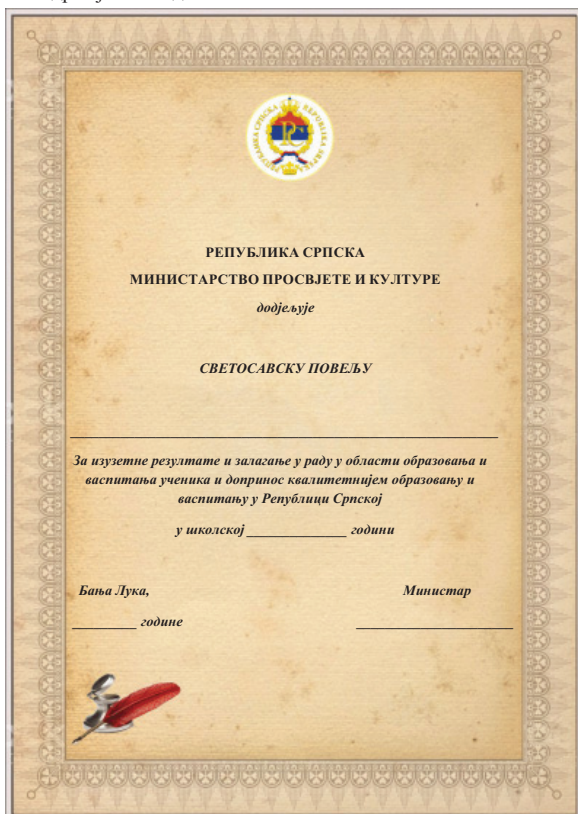 РЕПУБЛИКА СРПСКА
МИНИСТАРСТВО ПРОСВЈЕТЕ И КУЛТУРЕ
додјељује
СВЕТОСАВСКУ ПОВЕЉУ
За изузетне резултате и залагање у раду у области образовања и
васпитања ученика и допринос квалитетнијем образовању и
васпитању у Републици Српској
у школској ______________ години
Бања Лука,
Министар
_________ године